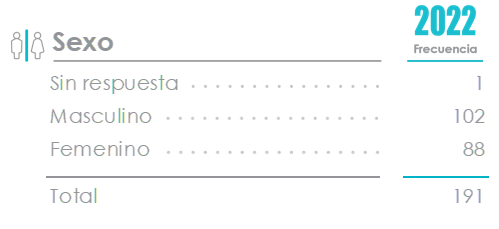 2022
Sexo Frecuencia
Sin respuesta . . . . . . . . . . . . . . . . 1
Masculino . . . . . . . . . . . . . . . . . . 102
Femenino . . . . . . . . . . . . . . . . . . 88
Total 191